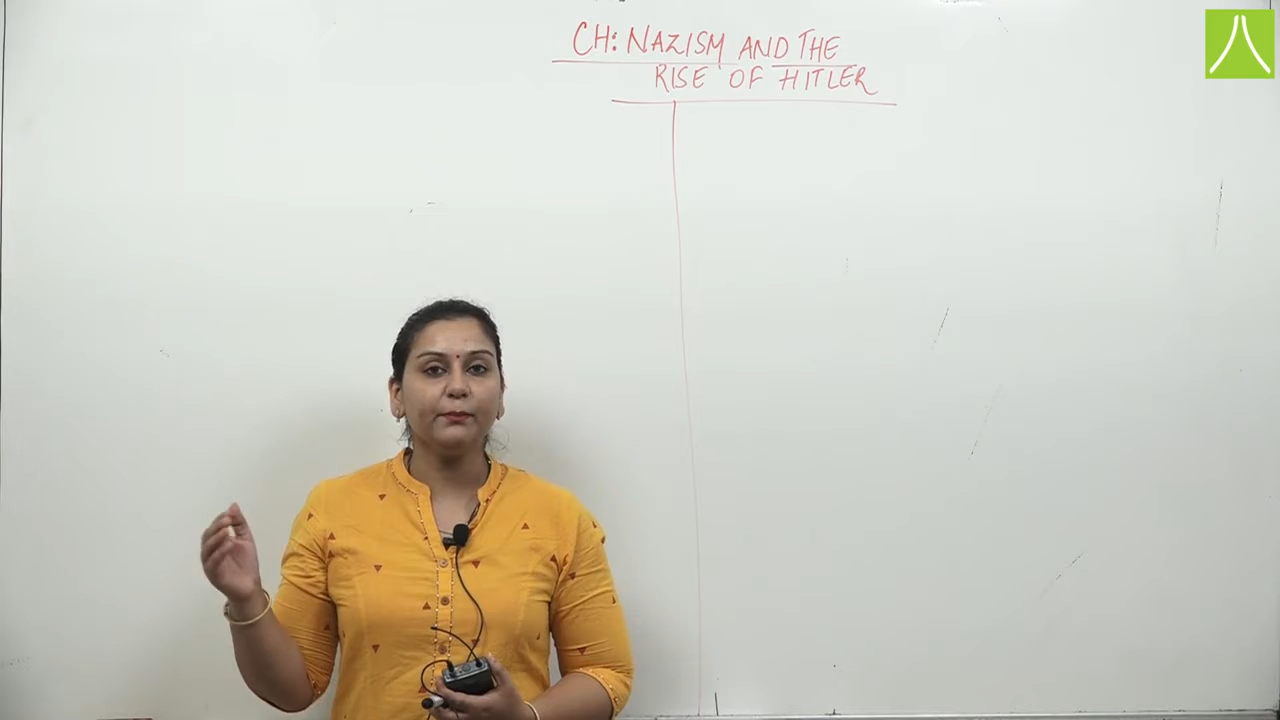 CH: NAZISM AND THE
RISE OF HITLER